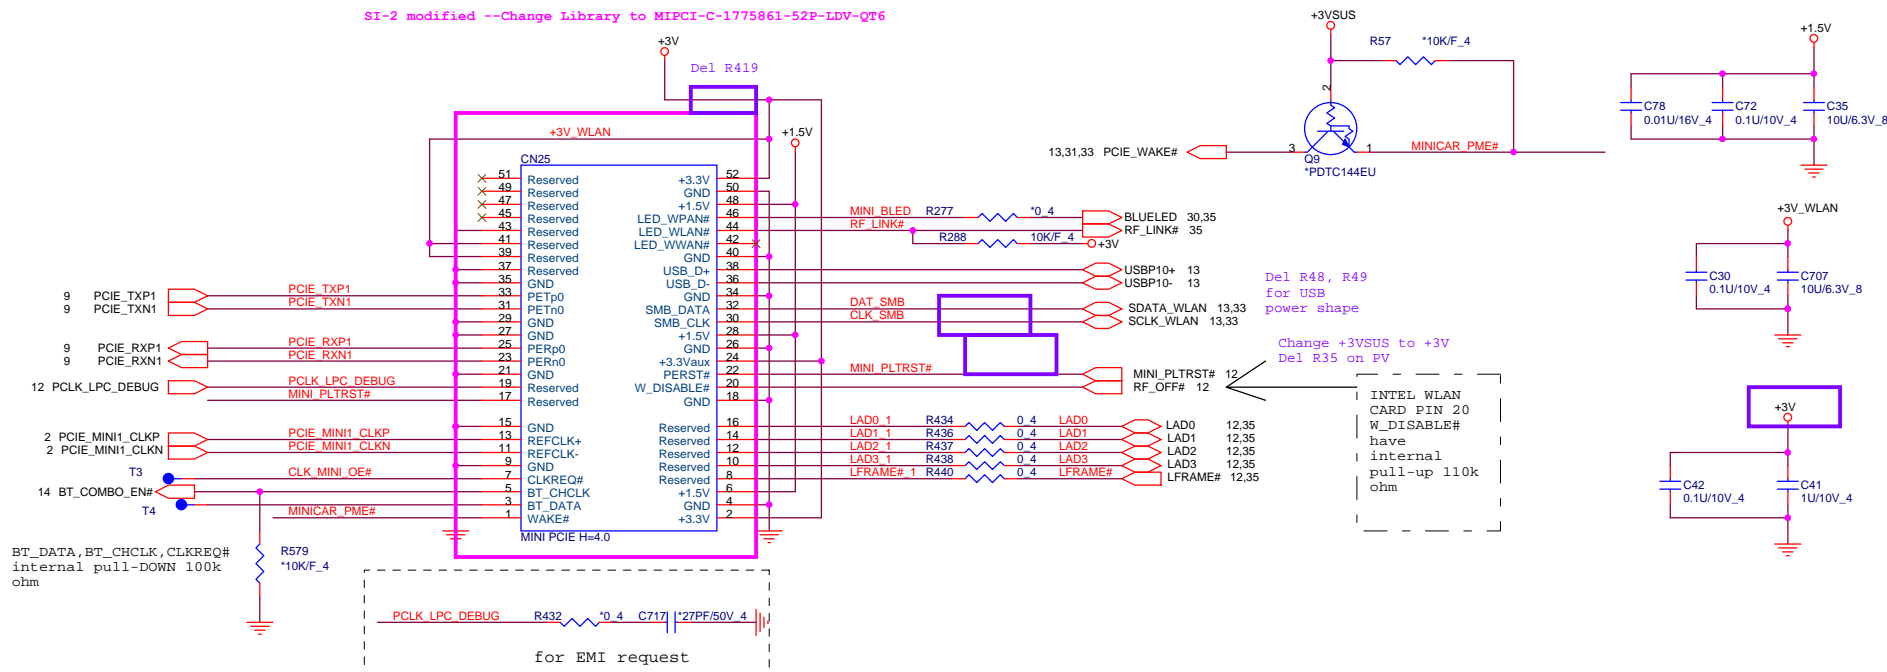 SI-2 modified --Change Library to MIPCI-C-1775861-52P-LDV-QT6
+3V
Del R419
+3V_WLAN
+1.5V
CN25
51 Reserved
49 Reserved
47 Reserved
45 Reserved
43 Reserved
41 Reserved
39 Reserved
37 Reserved
35 GND
33 PETp0
31 PETn0
29 GND
27 GND
25 PERp0
23 PERn0
21 GND
19 Reserved
17 Reserved
15 GND
13 REFCLK+
11 REFCLK-
9 GND
7 CLKREQ#
5 BT_CHCLK
3 BT_DATA
1 WAKE#
+3.3V 52
GND 50
+1.5V 48
LED_WPAN# 46
LED_WLAN# 44
LED_WWAN# 42
GND 40
USB_D+ 38
USB_D- 36
GND 34
SMB_DATA 32
SMB_CLK 30
+1.5V 28
GND 26
+3.3Vaux 24
PERST# 22
W_DISABLE# 20
GND 18
Reserved 16
Reserved 14
Reserved 12
Reserved 10
Reserved 8
+1.5V 6
GND 4
+3.3V 2
MINI PCIE H=4.0
9 PCIE_TXP1 PCIE_TXP1
9 PCIE_TXN1 PCIE_TXN1
9 PCIE_RXP1 PCIE_RXP1
9 PCIE_RXN1 PCIE_RXN1
12 PCLK_LPC_DEBUG PCLK_LPC_DEBUG
MINI_PLTRST#
2 PCIE_MINI1_CLKP PCIE_MINI1_CLKP
2 PCIE_MINI1_CLKN PCIE_MINI1_CLKN
T3 CLK_MINI_OE#
14 BT_COMBO_EN#
T4
MINICAR_PME#
BT_DATA,BT_CHCLK,CLKREQ#
internal pull-DOWN 100k
ohm
R579
*10K/F_4
PCLK_LPC_DEBUG R432 *0_4 C717 *27PF/50V_4
for EMI request
MINI_BLED R277 *0_4 BLUELED 30,35
RF_LINK# RF_LINK# 35
R288 10K/F_4 +3V
USBP10+ 13
USBP10- 13
DAT_SMB SDATA_WLAN 13,33
CLK_SMB SCLK_WLAN 13,33
Del R48, R49
for USB
power shape
Change +3VSUS to +3V
Del R35 on PV
MINI_PLTRST# MINI_PLTRST# 12
RF_OFF# 12
INTEL WLAN
CARD PIN 20
W_DISABLE#
have
internal
pull-up 110k
ohm
LAD0_1 R434 0_4 LAD0 LAD0 12,35
LAD1_1 R436 0_4 LAD1 LAD1 12,35
LAD2_1 R437 0_4 LAD2 LAD2 12,35
LAD3_1 R438 0_4 LAD3 LAD3 12,35
LFRAME#_1 R440 0_4 LFRAME# LFRAME# 12,35
+3VSUS
R57 *10K/F_4
2
13,31,33 PCIE_WAKE# 3 1 MINICAR_PME#
Q9
*PDTC144EU
+1.5V
C78
0.01U/16V_4
C72
0.1U/10V_4
C35
10U/6.3V_8
+3V_WLAN
C30
0.1U/10V_4
C707
10U/6.3V_8
+3V
C42
0.1U/10V_4
C41
1U/10V_4